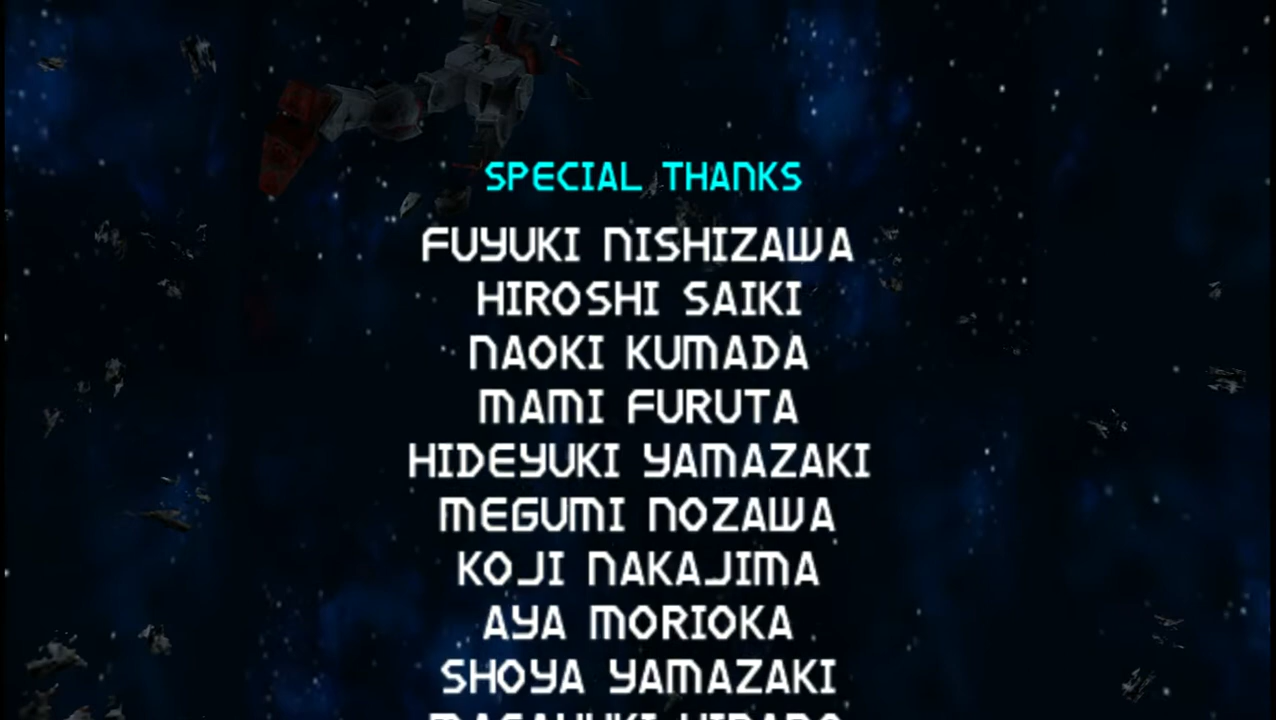 SPECIAL THANKS
FUYUKI NISHIZAWA
HIROSHI SAIKI
NAOKI KUMADA
MAMI FURUTA
HIDEYUKI YAMAZAKI
MEGUMI NOZAWA
KOJI NAKAJIMA
AYA MORIOKA
SHOYA YAMAZAKI